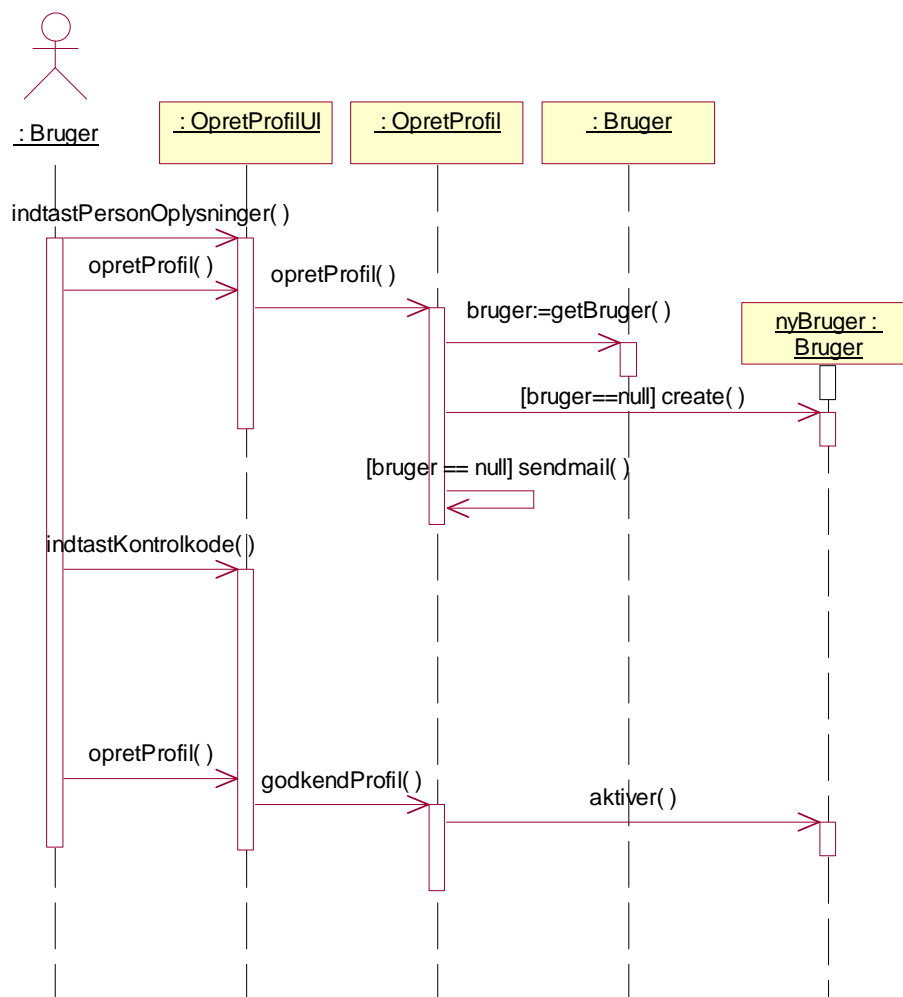 : Bruger
: OpretProfilUI
: OpretProfil
: Bruger
indtastPersonOplysninger( )
opretProfil( )
opretProfil( )
bruger:=getBruger( )
nyBruger :
Bruger
[bruger==null] create( )
[bruger == null] sendmail( )
indtastKontrolkode( )
opretProfil( )
godkendProfil( )
aktiver( )